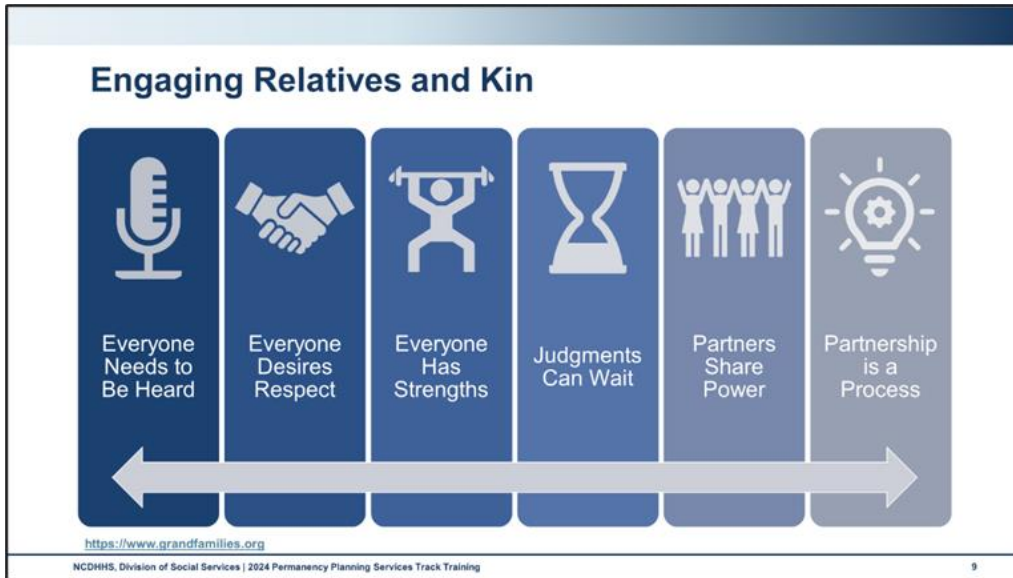 Engaging Relatives and Kin
Everyone
Needs to
Be Heard
Everyone
Desires
Respect
Everyone
Has
Strengths
Judgments
Can Wait
Partners
Share
Power
Partnership
is a
Process
https://www.grandfamilies.org
NCDHHS, Division of Social Services | 2024 Permanency Planning Services Track Training
9